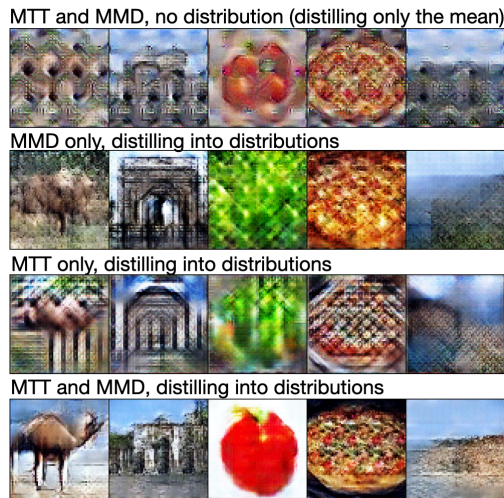 MTT and MMD, no distribution (distilling only the mean)
MMD only, distilling into distributions
MTT only, distilling into distributions
MTT and MMD, distilling into distributions